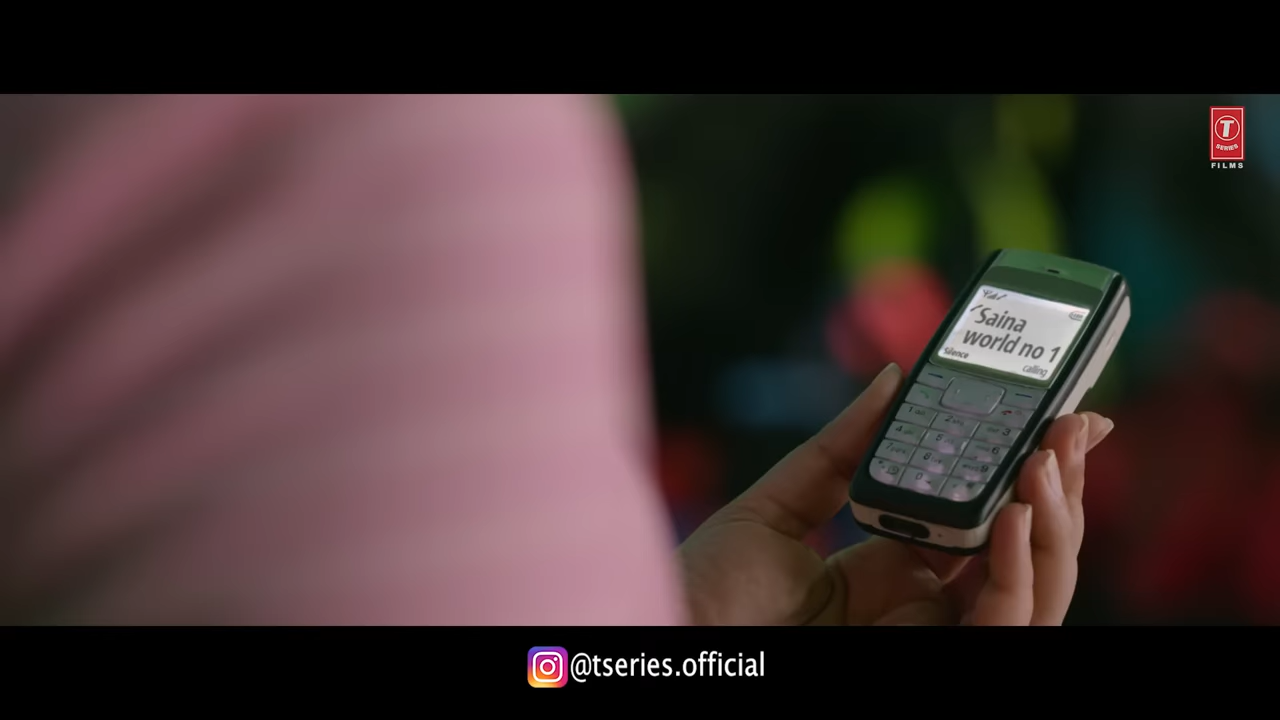 T
SERIES
FILMS
Saina
world no 1
Silence
calling
@tseries.official